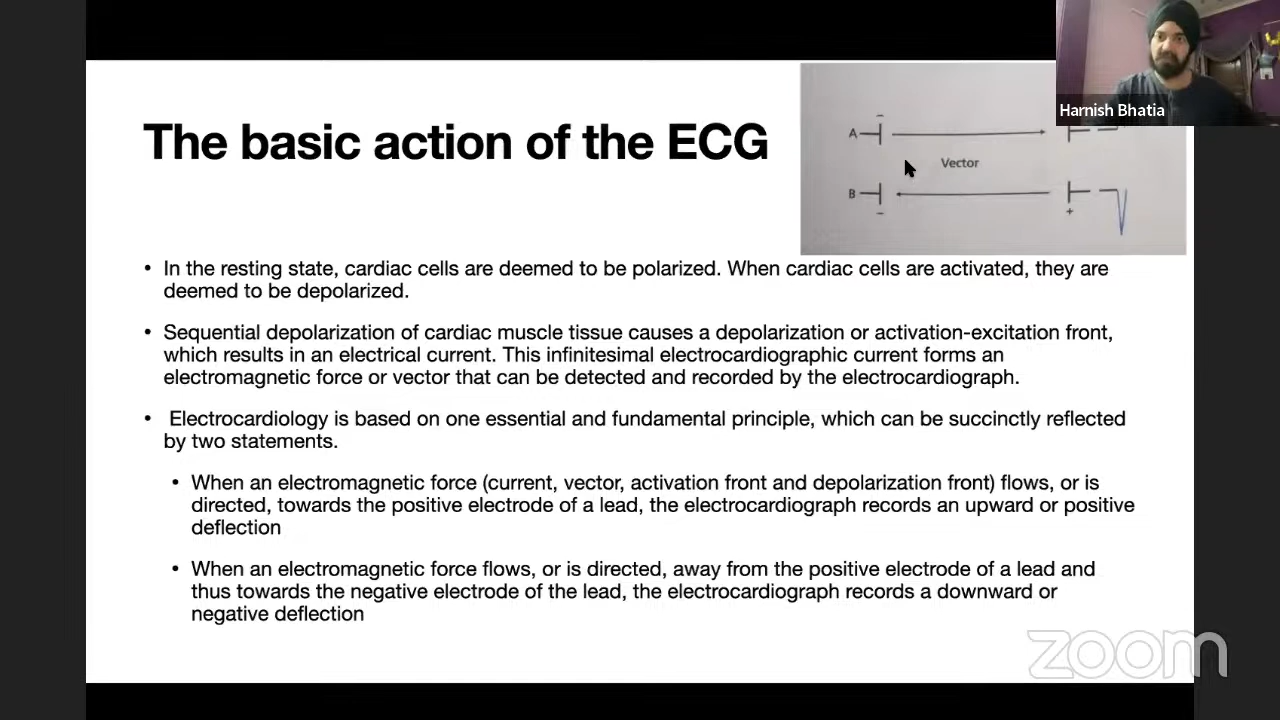 Harnish Bhatia
The basic action of the ECG
A
Vector
B
+
• In the resting state, cardiac cells are deemed to be polarized. When cardiac cells are activated, they are
deemed to be depolarized.
• Sequential depolarization of cardiac muscle tissue causes a depolarization or activation-excitation front,
which results in an electrical current. This infinitesimal electrocardiographic current forms an
electromagnetic force or vector that can be detected and recorded by the electrocardiograph.
• Electrocardiology is based on one essential and fundamental principle, which can be succinctly reflected
by two statements.
• When an electromagnetic force (current, vector, activation front and depolarization front) flows, or is
directed, towards the positive electrode of a lead, the electrocardiograph records an upward or positive
deflection
• When an electromagnetic force flows, or is directed, away from the positive electrode of a lead and
thus towards the negative electrode of the lead, the electrocardiograph records a downward or
negative deflection
zoom